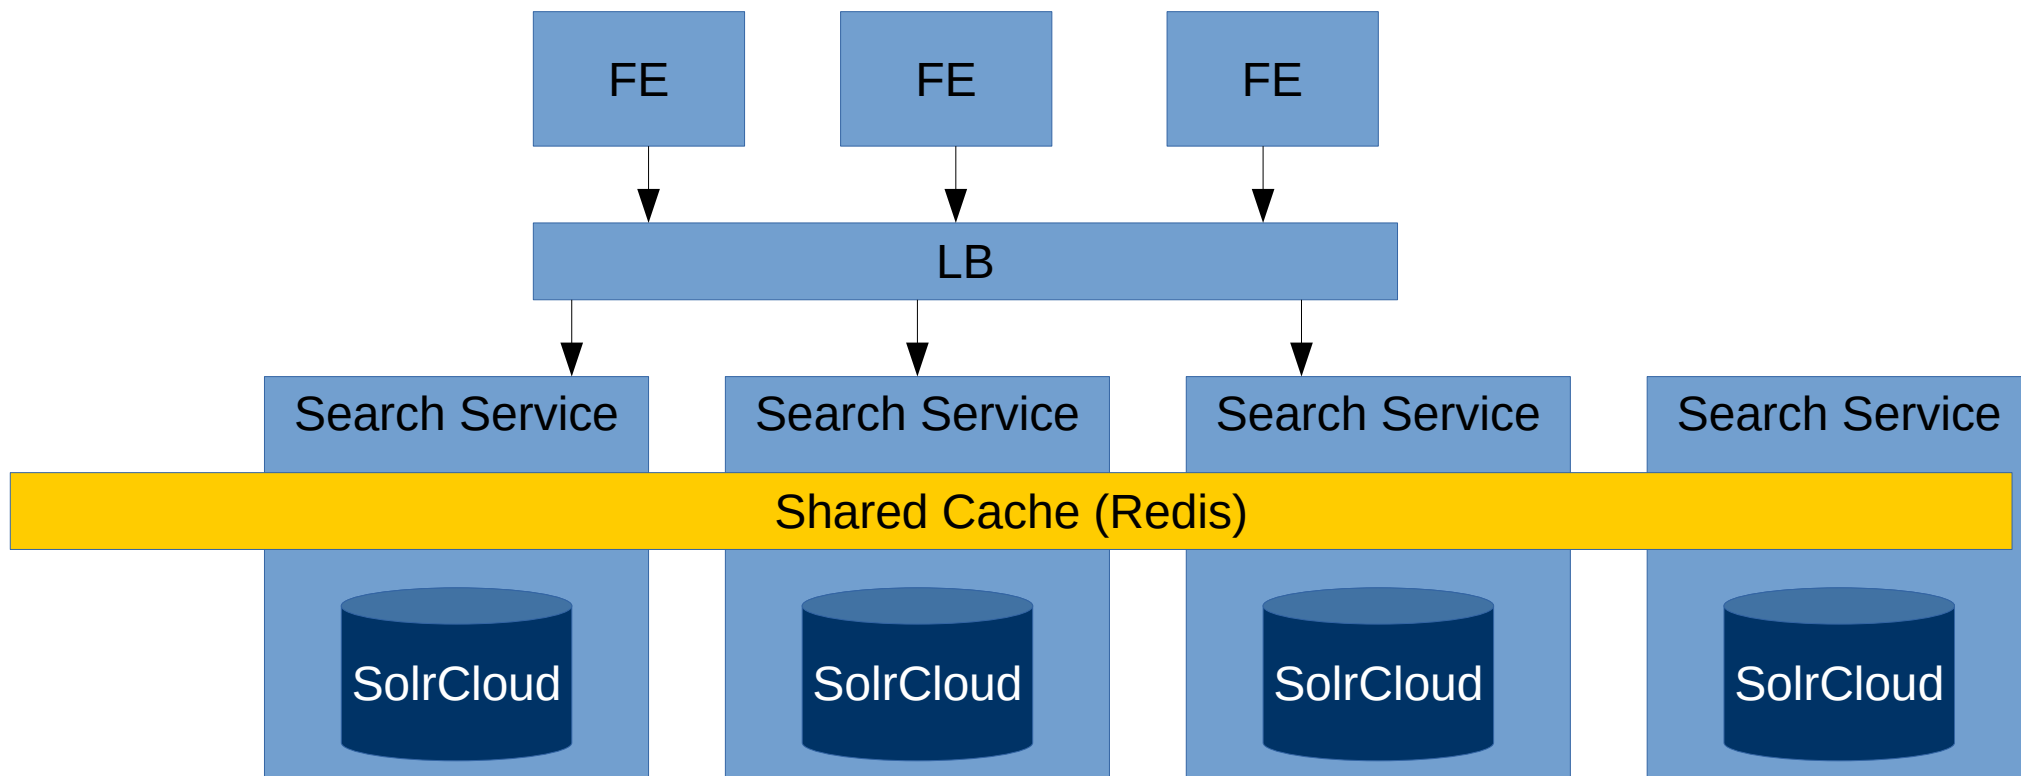 FE
FE
FE
LB
Search Service
Search Service
Search Service
Search Service
Shared Cache (Redis)
SolrCloud
SolrCloud
SolrCloud
SolrCloud